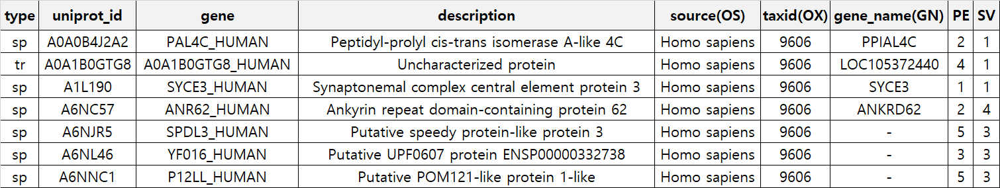 type uniprot_id gene description source(OS) taxid(OX) gene_name(GN) PE SV
sp A0A0B4J2A2 PAL4C_HUMAN Peptidyl-prolyl cis-trans isomerase A-like 4C Homo sapiens 9606 PPIAL4C 2 1
tr A0A1B0GTG8 A0A1B0GTG8_HUMAN Uncharacterized protein Homo sapiens 9606 LOC105372440 4 1
sp A1L190 SYCE3_HUMAN Synaptonemal complex central element protein 3 Homo sapiens 9606 SYCE3 1 1
sp A6NC57 ANR62_HUMAN Ankyrin repeat domain-containing protein 62 Homo sapiens 9606 ANKRD62 2 4
sp A6NJR5 SPDL3_HUMAN Putative speedy protein-like protein 3 Homo sapiens 9606 - 5 3
sp A6NL46 YF016_HUMAN Putative UPF0607 protein ENSP00000332738 Homo sapiens 9606 - 3 3
sp A6NNC1 P12LL_HUMAN Putative POM121-like protein 1-like Homo sapiens 9606 - 5 3